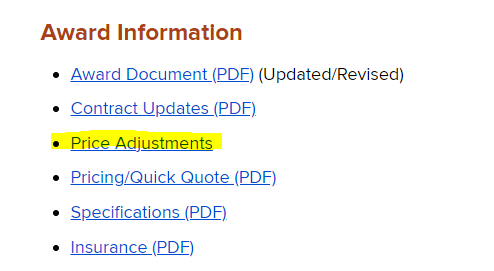 Award Information
Award Document (PDF) (Updated/Revised)
Contract Updates (PDF)
Price Adjustments
Pricing/Quick Quote (PDF)
Specifications (PDF)
Insurance (PDF)